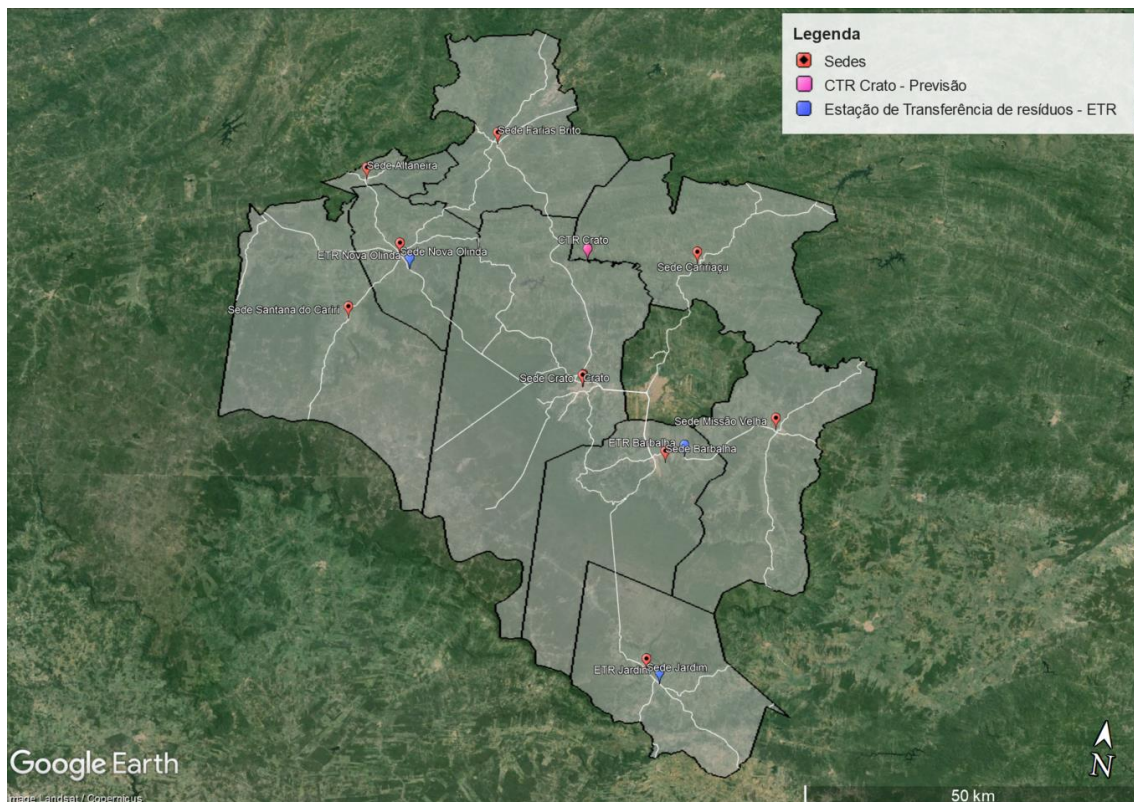 Legenda
Sedes
CTR Crato - Previsão
Estação de Transferência de resíduos - ETR
Sede Farias Brito
Sede Altaneira
CTR Crato
ETR Nova Olinda
Sede Nova Olinda
Sede Caririaçu
Sede Santana do Cariri
Sede Crato
Crato
Sede Missão Velha
ETR Barbalha
Sede Barbalha
ETR Jardim
Sede Jardim
Google Earth
Image Landsat / Copernicus
N
50 km